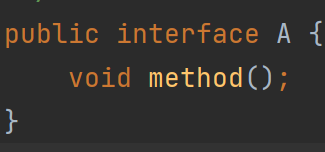 public interface A {
    void method();
}